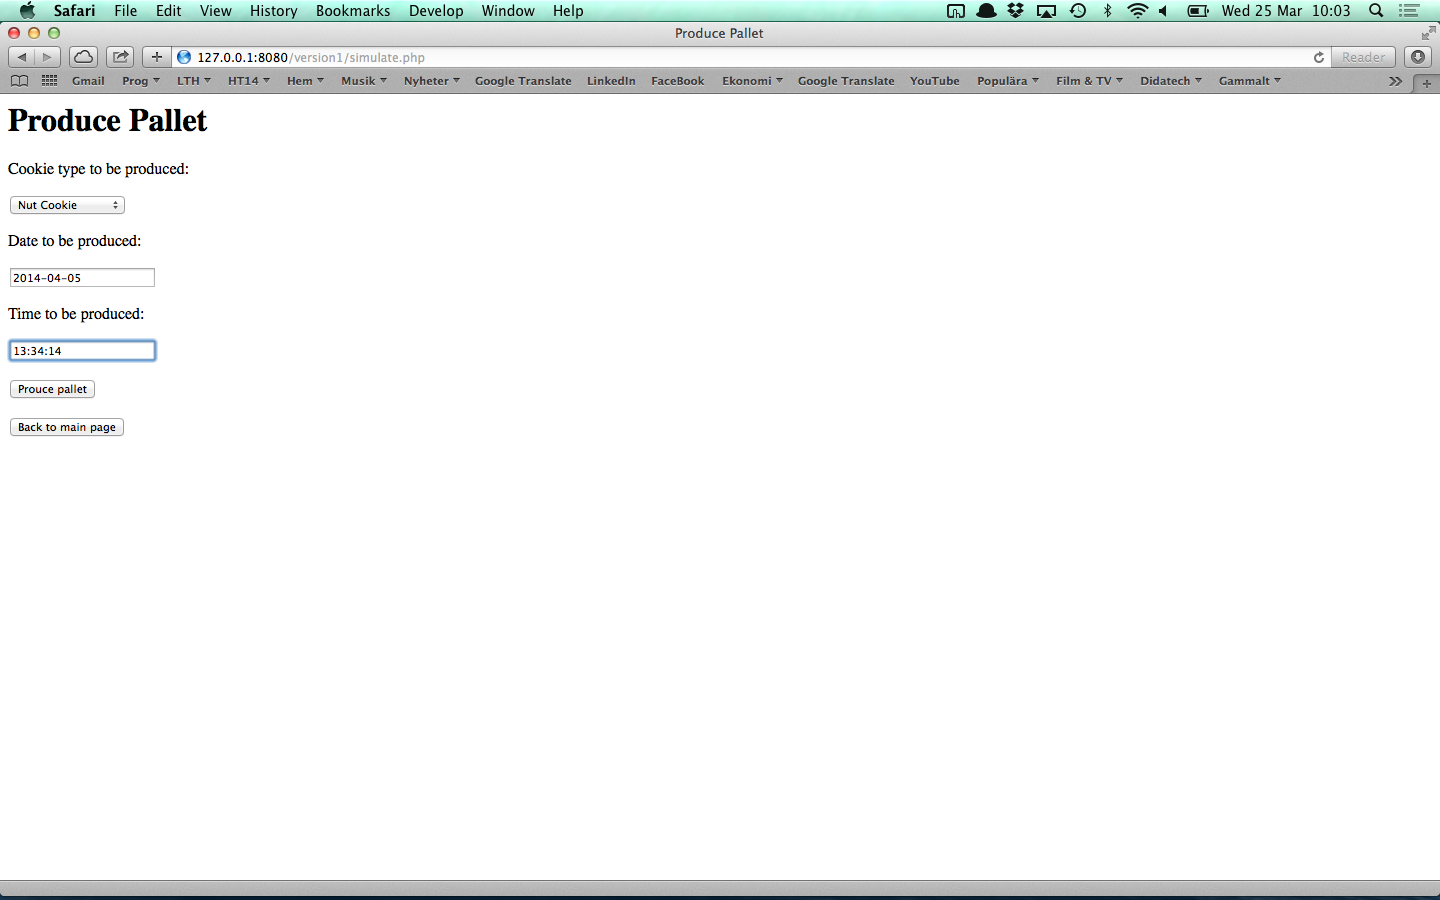 Safari File Edit View History Bookmarks Develop Window Help Wed 25 Mar 10:03
Produce Pallet
127.0.0.1:8080/version1/simulate.php Reader
Gmail Prog LTH HT14 Hem Musik Nyheter Google Translate LinkedIn FaceBook Ekonomi Google Translate YouTube Populära Film & TV Didatech Gammalt
Produce Pallet
Cookie type to be produced:
Nut Cookie
Date to be produced:
2014-04-05
Time to be produced:
13:34:14
Prouce pallet
Back to main page